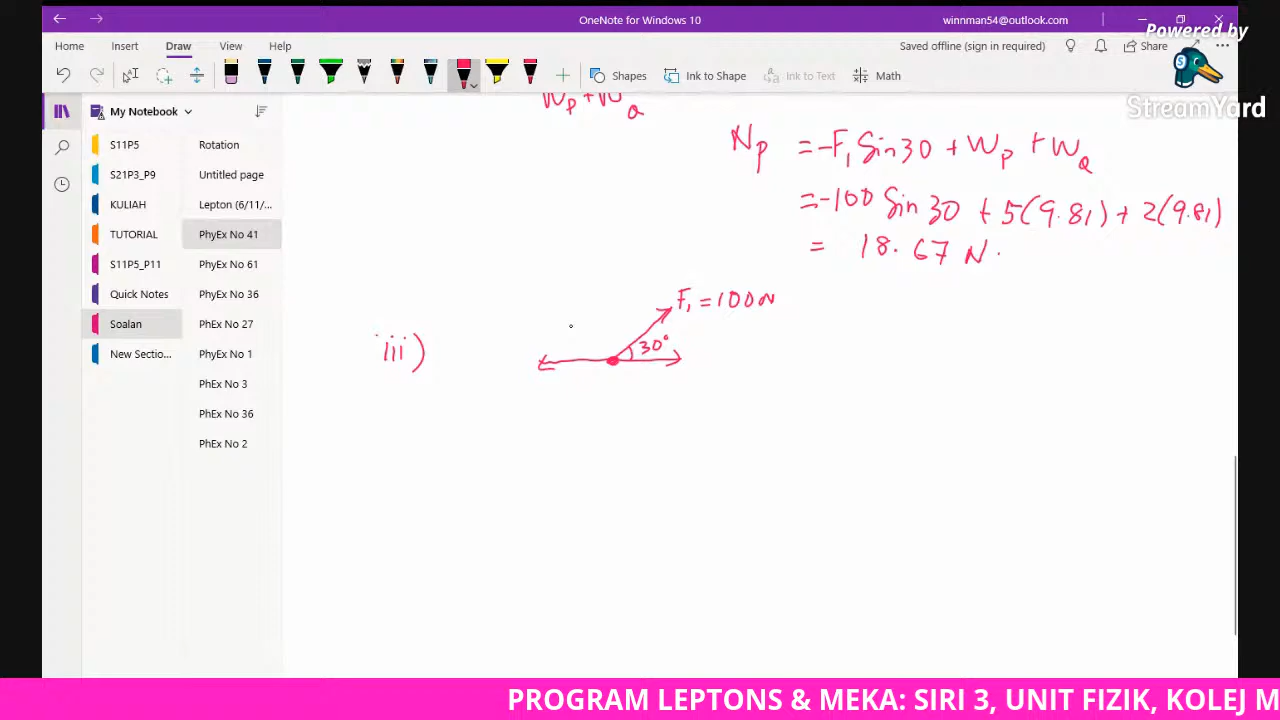 OneNote for Windows 10
winnman54@outlook.com
Powered by
StreamYard
Home Insert Draw View Help
Saved offline (sign in required)
Share
Shapes
Ink to Shape
Ink to Text
Math
My Notebook
S11P5
S21P3_P9
KULIAH
TUTORIAL
S11P5_P11
Quick Notes
Soalan
New Sectio...
Rotation
Untitled page
Lepton (6/11/...
PhyEx No 41
PhyEx No 61
PhyEx No 36
PhEx No 27
PhyEx No 1
PhEx No 3
PhEx No 36
PhEx No 2
Wp + WQ
Np = -F1 Sin30 + Wp + WQ
= -100 Sin 30 + 5(9.81) + 2(9.81)
= 18.67 N.
F1 = 100N
iii)
30°
PROGRAM LEPTONS & MEKA: SIRI 3, UNIT FIZIK, KOLEJ M